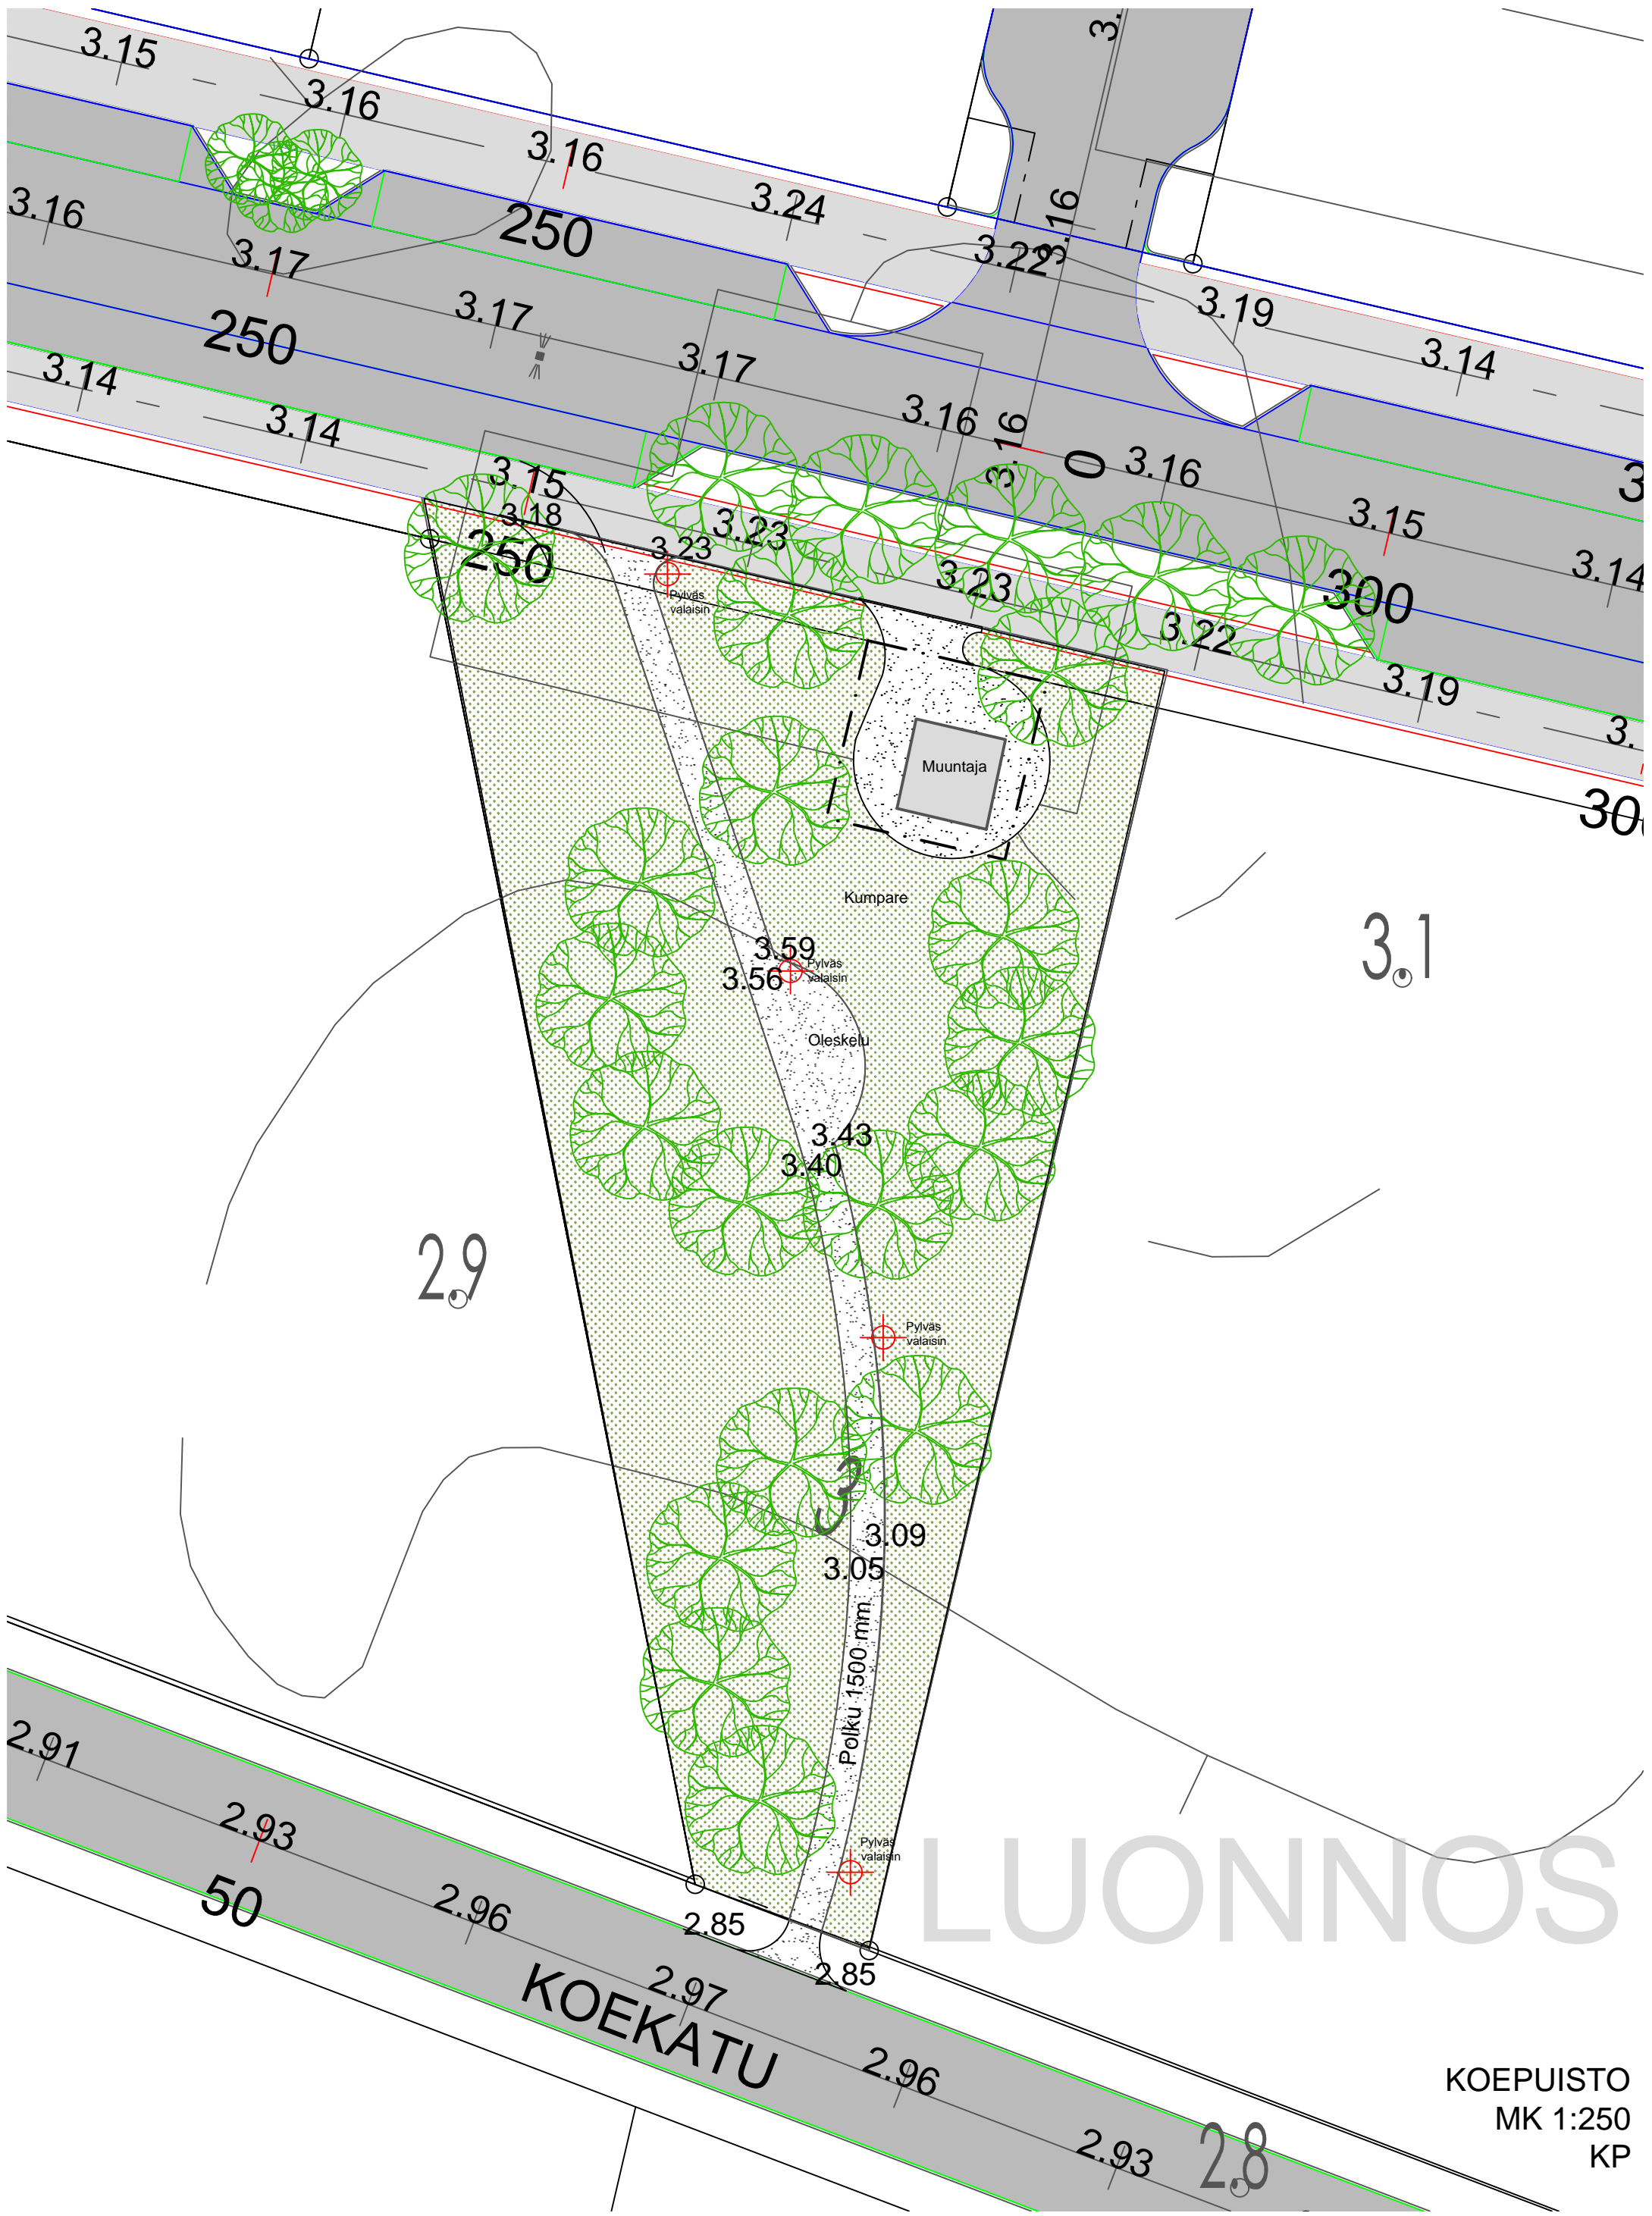 3.15
3.16
3.16
3.24
3.22
3.16
3.19
3.14
3.16
3.17
250
3.17
250
3.17
3.16
3.16
0
3.16
3.15
3.14
3.14
3.14
3.15
3.18
250
3.23
3.23
3.23
300
3.22
3.19
Pylväs
valaisin
Muuntaja
Kumpare
3.59
3.56
Pylväs
valaisin
Oleskelu
3.1
3.43
3.40
2.9
Pylväs
valaisin
3
3.09
3.05
Polku 1500 mm
2.91
2.93
50
2.96
Pylväs
valaisin
LUONNOS
2.85
2.85
2.97
KOEKATU
2.96
2.93
2.8
KOEPUISTO
MK 1:250
KP